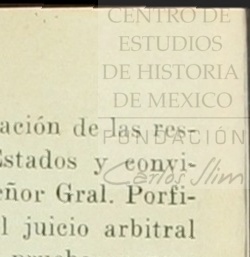 CENTRO DE
ESTUDIOS
DE HISTORIA
DE MEXICO
FUNDACIÓN
Carlos Slim
ación de las res-
Estados y convi-
eñor Gral. Porfi-
l juicio arbitral